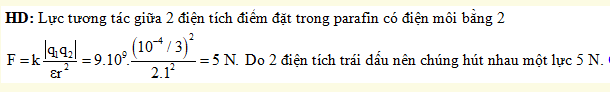 HD: Lực tương tác giữa 2 điện tích điểm đặt trong parafin có điện môi bằng 2
F = k|q₁q₂|/εr² = 9.10⁹.(10⁻⁴ / 3)²/2.1² = 5 N. Do 2 điện tích trái dấu nên chúng hút nhau một lực 5 N.